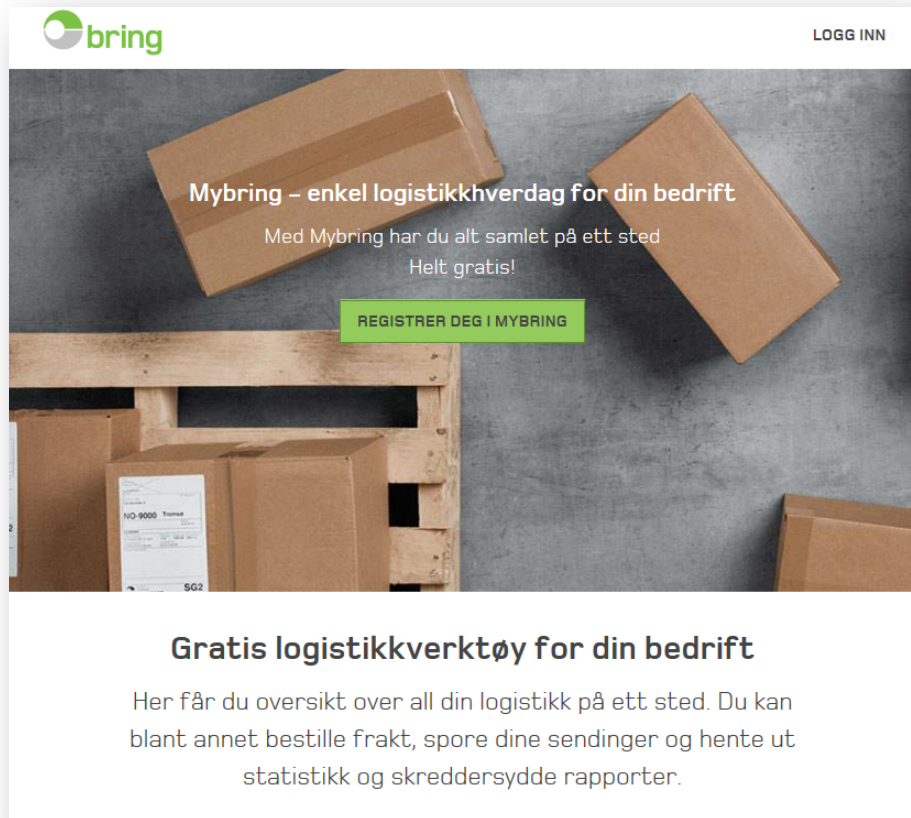 bring
LOGG INN
Mybring – enkel logistikkhverdag for din bedrift
Med Mybring har du alt samlet på ett sted
Helt gratis!
REGISTRER DEG I MYBRING
NO-9000 Tromsø
SG2
Gratis logistikkverktøy for din bedrift
Her får du oversikt over all din logistikk på ett sted. Du kan
blant annet bestille frakt, spore dine sendinger og hente ut
statistikk og skreddersydde rapporter.